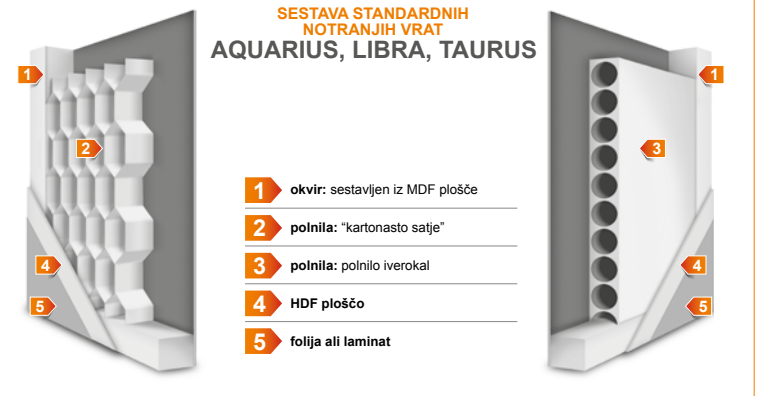 SESTAVA STANDARDNIH
NOTRANJIH VRAT
AQUARIUS, LIBRA, TAURUS
1
2
4
5
1 okvir: sestavljen iz MDF plošče
2 polnila: “kartonasto satje”
3 polnila: polnilo iverokal
4 HDF ploščo
5 folija ali laminat
1
3
4
5